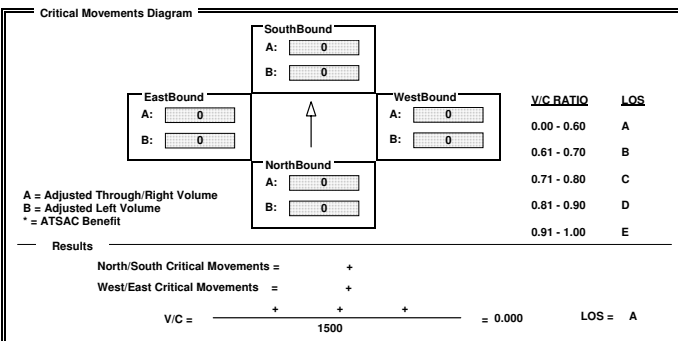 Critical Movements Diagram
SouthBound
A: 0
B: 0
EastBound
A: 0
B: 0
WestBound
A: 0
B: 0
NorthBound
A: 0
B: 0
V/C RATIO LOS
0.00 - 0.60 A
0.61 - 0.70 B
0.71 - 0.80 C
0.81 - 0.90 D
0.91 - 1.00 E
A = Adjusted Through/Right Volume
B = Adjusted Left Volume
* = ATSAC Benefit
Results
North/South Critical Movements = +
West/East Critical Movements = +
V/C = + + + = 0.000 LOS = A
1500